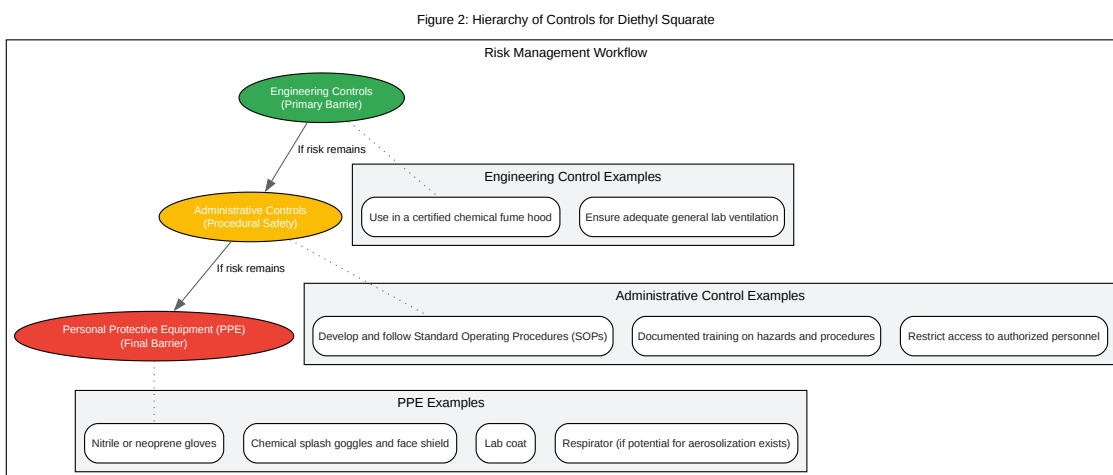 Figure 2: Hierarchy of Controls for Diethyl Squarate
Risk Management Workflow
Engineering Controls
(Primary Barrier)
If risk remains
Engineering Control Examples
Use in a certified chemical fume hood
Ensure adequate general lab ventilation
Administrative Controls
(Procedural Safety)
If risk remains
Administrative Control Examples
Develop and follow Standard Operating Procedures (SOPs)
Documented training on hazards and procedures
Restrict access to authorized personnel
Personal Protective Equipment (PPE)
(Final Barrier)
PPE Examples
Nitrile or neoprene gloves
Chemical splash goggles and face shield
Lab coat
Respirator (if potential for aerosolization exists)